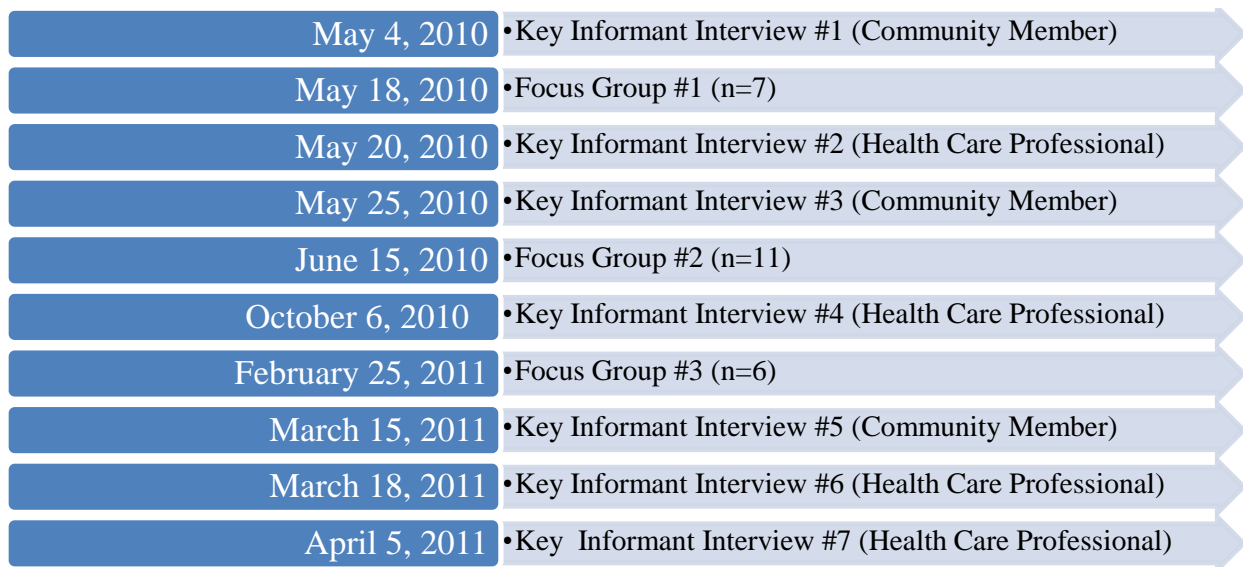 May 4, 2010 •Key Informant Interview #1 (Community Member)
May 18, 2010 •Focus Group #1 (n=7)
May 20, 2010 •Key Informant Interview #2 (Health Care Professional)
May 25, 2010 •Key Informant Interview #3 (Community Member)
June 15, 2010 •Focus Group #2 (n=11)
October 6, 2010 •Key Informant Interview #4 (Health Care Professional)
February 25, 2011 •Focus Group #3 (n=6)
March 15, 2011 •Key Informant Interview #5 (Community Member)
March 18, 2011 •Key Informant Interview #6 (Health Care Professional)
April 5, 2011 •Key  Informant Interview #7 (Health Care Professional)